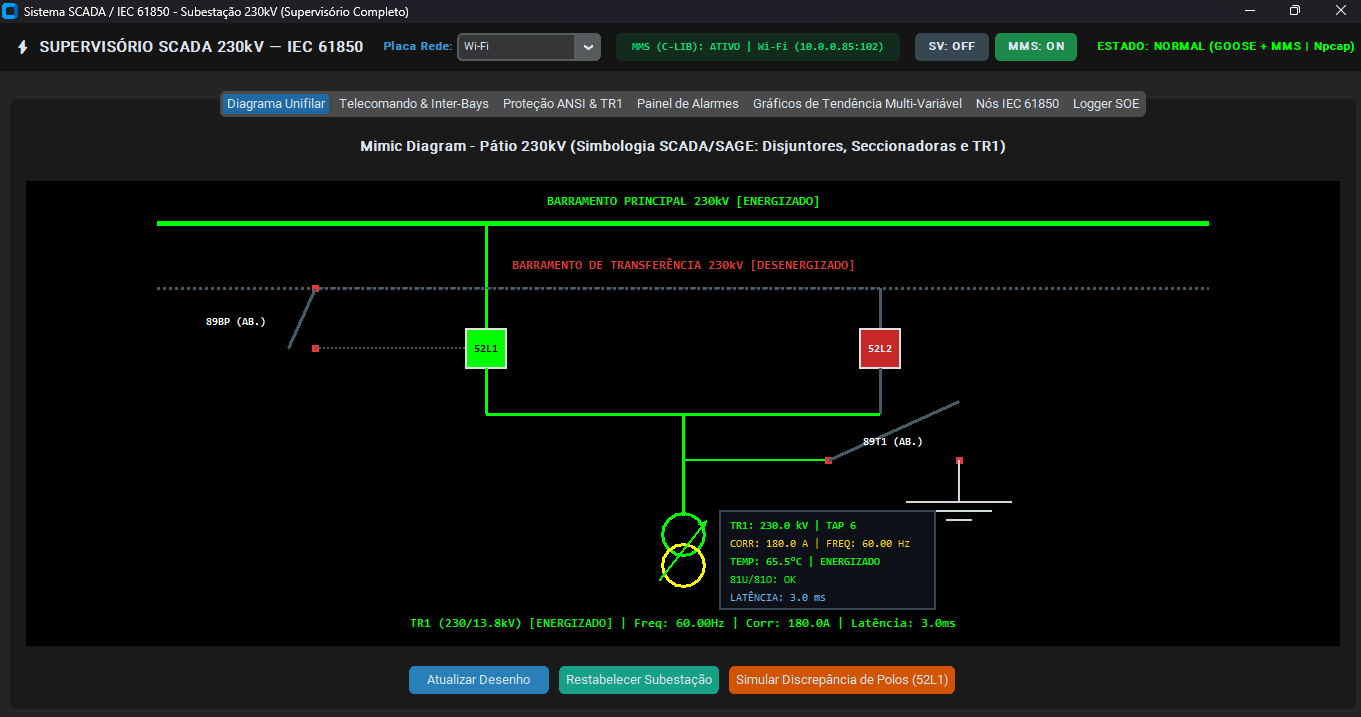 Sistema SCADA / IEC 61850 - Subestação 230kV (Supervisório Completo)
SUPERVISÓRIO SCADA 230kV — IEC 61850
Placa Rede: Wi-Fi
MMS (C-LIB): ATIVO | Wi-Fi (10.0.0.85:102)
SV: OFF
MMS: ON
ESTADO: NORMAL (GOOSE + MMS | Npcap)
Diagrama Unifilar
Telecomando & Inter-Bays
Proteção ANSI & TR1
Painel de Alarmes
Gráficos de Tendência Multi-Variável
Nós IEC 61850
Logger SOE
Mimic Diagram - Pátio 230kV (Simbologia SCADA/SAGE: Disjuntores, Seccionadoras e TR1)
BARRAMENTO PRINCIPAL 230kV [ENERGIZADO]
BARRAMENTO DE TRANSFERÊNCIA 230kV [DESENERGIZADO]
89BP (AB.)
52L1
52L2
89T1 (AB.)
TR1: 230.0 kV | TAP 6
CORR: 180.0 A | FREQ: 60.00 Hz
TEMP: 65.5°C | ENERGIZADO
81U/81O: OK
LATÊNCIA: 3.0 ms
TR1 (230/13.8kV) [ENERGIZADO] | Freq: 60.00Hz | Corr: 180.0A | Latência: 3.0ms
Atualizar Desenho
Restabelecer Subestação
Simular Discrepância de Polos (52L1)